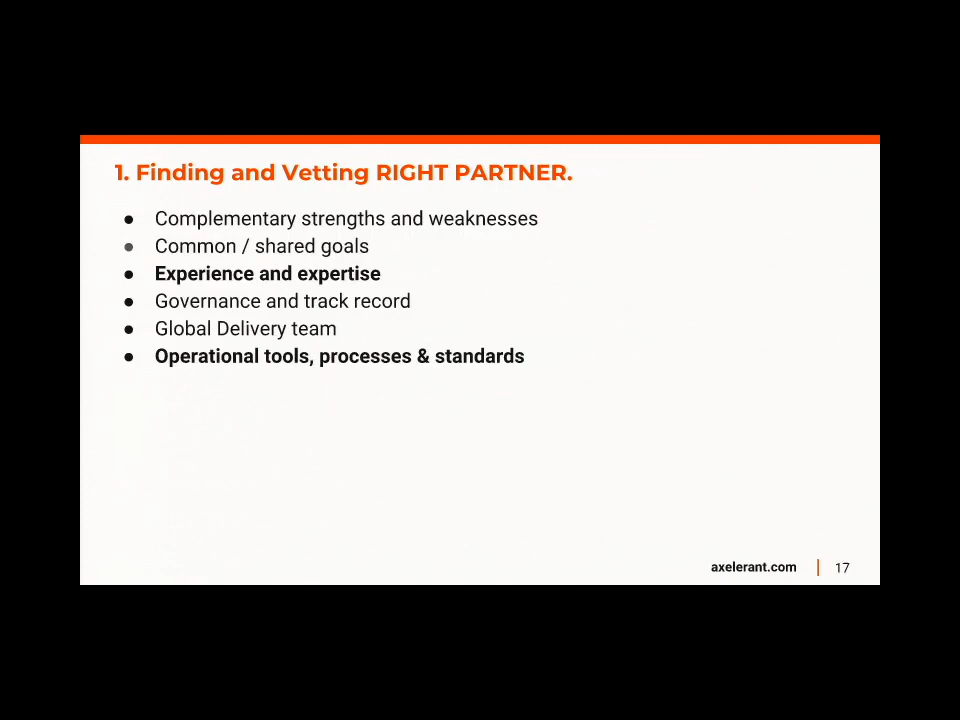 1. Finding and Vetting RIGHT PARTNER.
● Complementary strengths and weaknesses
● Common / shared goals
● Experience and expertise
● Governance and track record
● Global Delivery team
● Operational tools, processes & standards
axelerant.com | 17